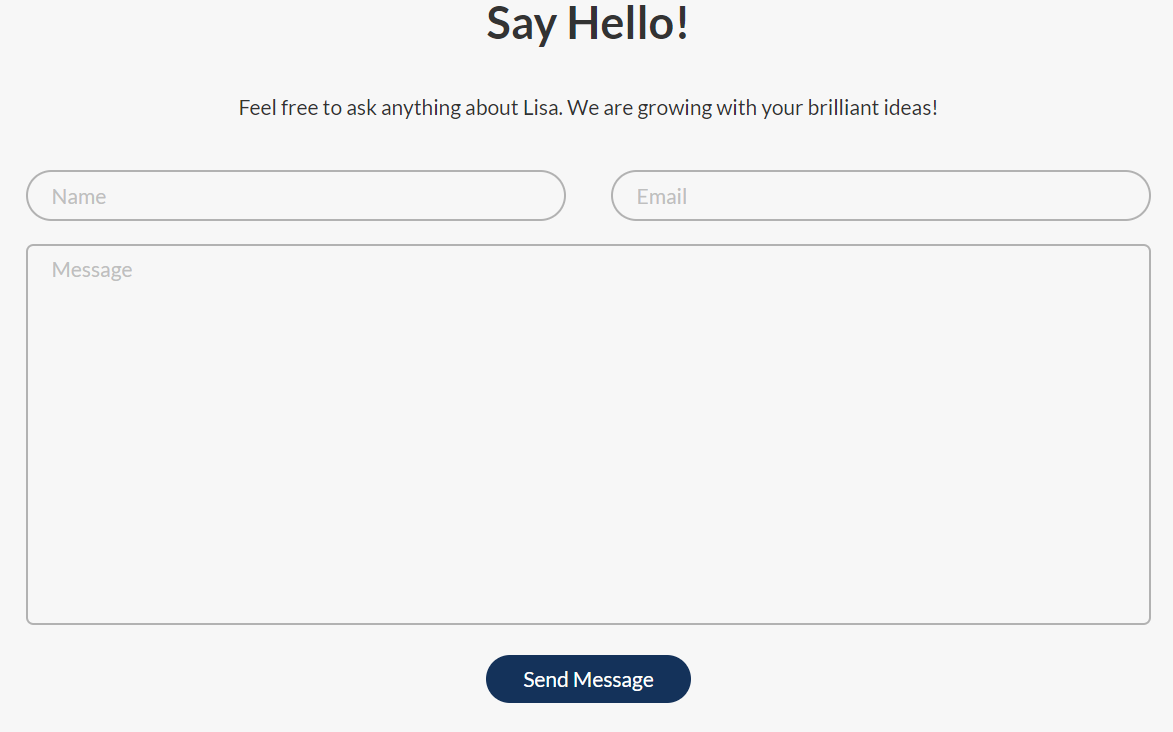 Say Hello!
Feel free to ask anything about Lisa. We are growing with your brilliant ideas!
Name
Email
Message
Send Message